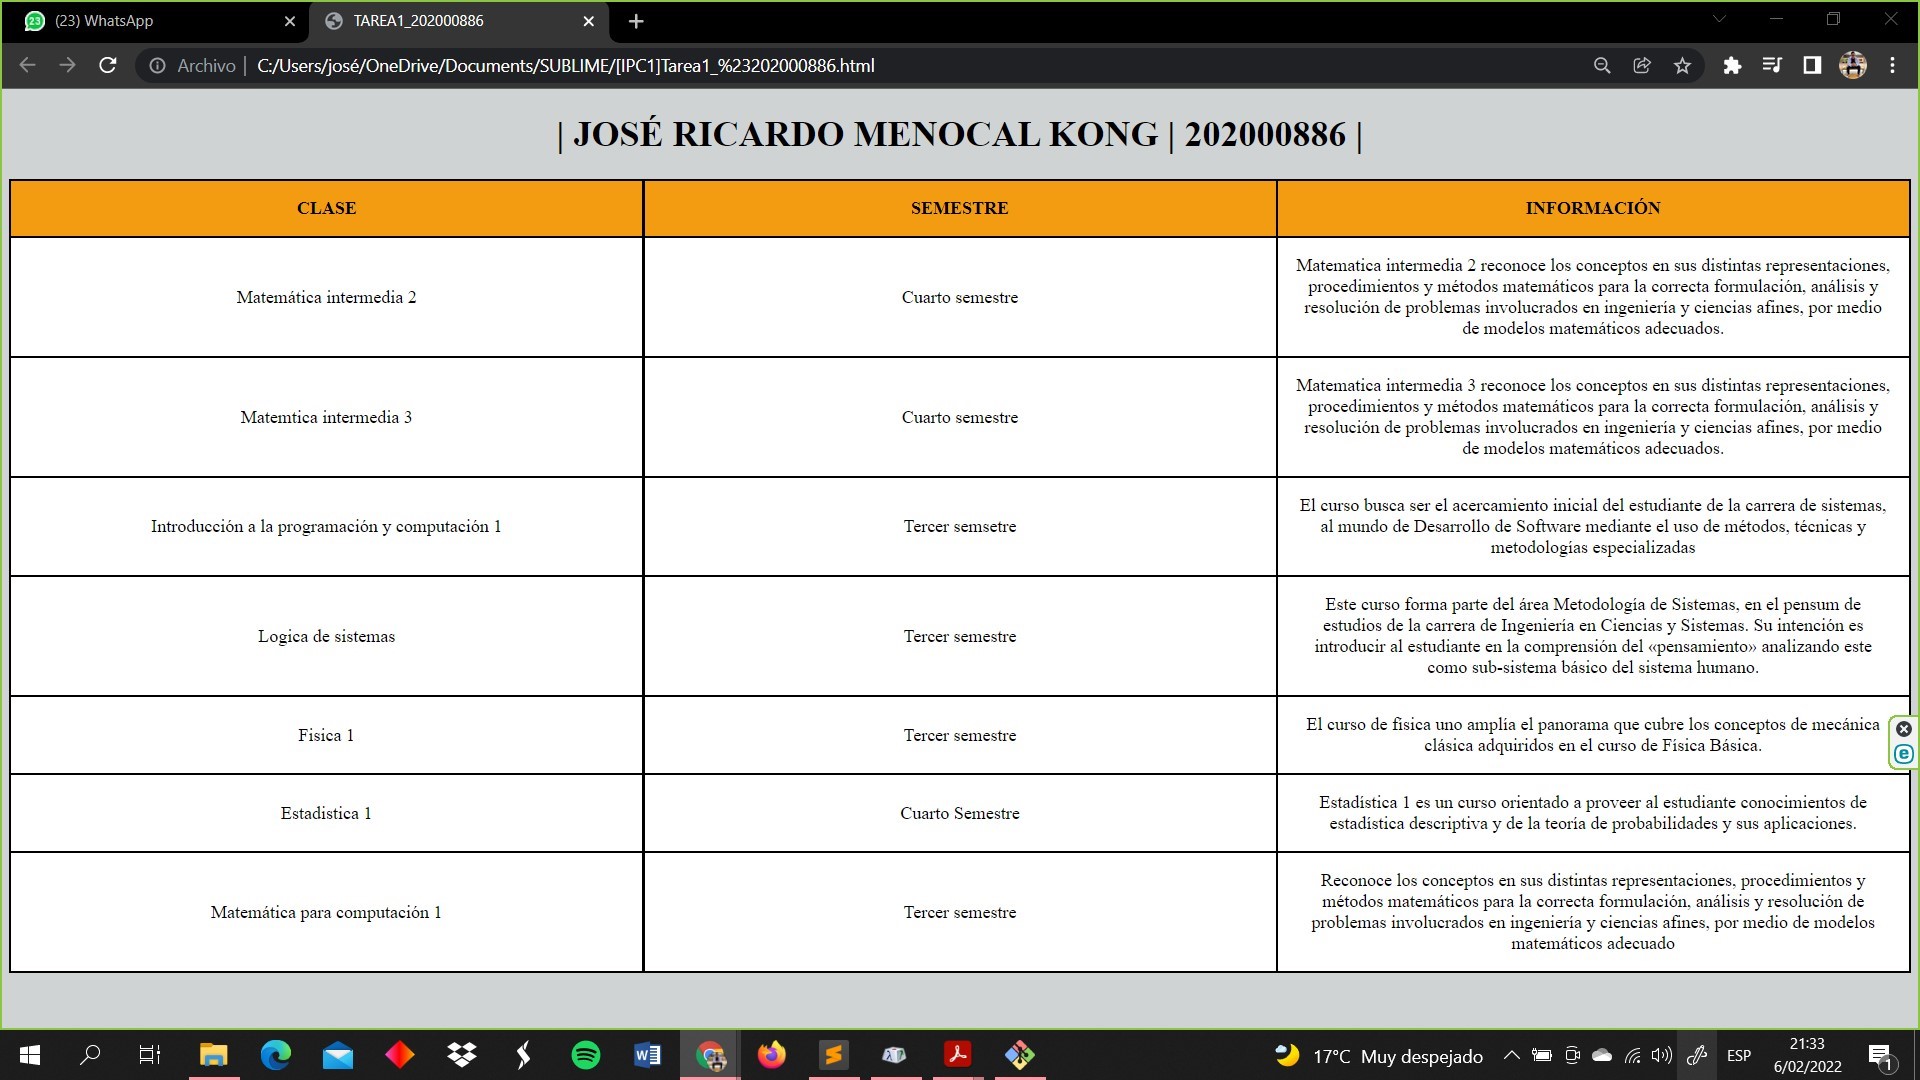 (23) WhatsApp
TAREA1_202000886
Archivo | C:/Users/josé/OneDrive/Documents/SUBLIME/[IPC1]Tarea1_%23202000886.html
| JOSÉ RICARDO MENOCAL KONG | 202000886 |
CLASE
SEMESTRE
INFORMACIÓN
Matemática intermedia 2
Cuarto semestre
Matematica intermedia 2 reconoce los conceptos en sus distintas representaciones,
procedimientos y métodos matemáticos para la correcta formulación, análisis y
resolución de problemas involucrados en ingeniería y ciencias afines, por medio
de modelos matemáticos adecuados.
Matemtica intermedia 3
Cuarto semestre
Matematica intermedia 3 reconoce los conceptos en sus distintas representaciones,
procedimientos y métodos matemáticos para la correcta formulación, análisis y
resolución de problemas involucrados en ingeniería y ciencias afines, por medio
de modelos matemáticos adecuados.
Introducción a la programación y computación 1
Tercer semsetre
El curso busca ser el acercamiento inicial del estudiante de la carrera de sistemas,
al mundo de Desarrollo de Software mediante el uso de métodos, técnicas y
metodologías especializadas
Logica de sistemas
Tercer semestre
Este curso forma parte del área Metodología de Sistemas, en el pensum de
estudios de la carrera de Ingeniería en Ciencias y Sistemas. Su intención es
introducir al estudiante en la comprensión del «pensamiento» analizando este
como sub-sistema básico del sistema humano.
Fisica 1
Tercer semestre
El curso de fisica uno amplía el panorama que cubre los conceptos de mecánica
clásica adquiridos en el curso de Física Básica.
Estadistica 1
Cuarto Semestre
Estadística 1 es un curso orientado a proveer al estudiante conocimientos de
estadística descriptiva y de la teoría de probabilidades y sus aplicaciones.
Matemática para computación 1
Tercer semestre
Reconoce los conceptos en sus distintas representaciones, procedimientos y
métodos matemáticos para la correcta formulación, análisis y resolución de
problemas involucrados en ingeniería y ciencias afines, por medio de modelos
matemáticos adecuado
17°C Muy despejado
ESP
21:33
6/02/2022
1